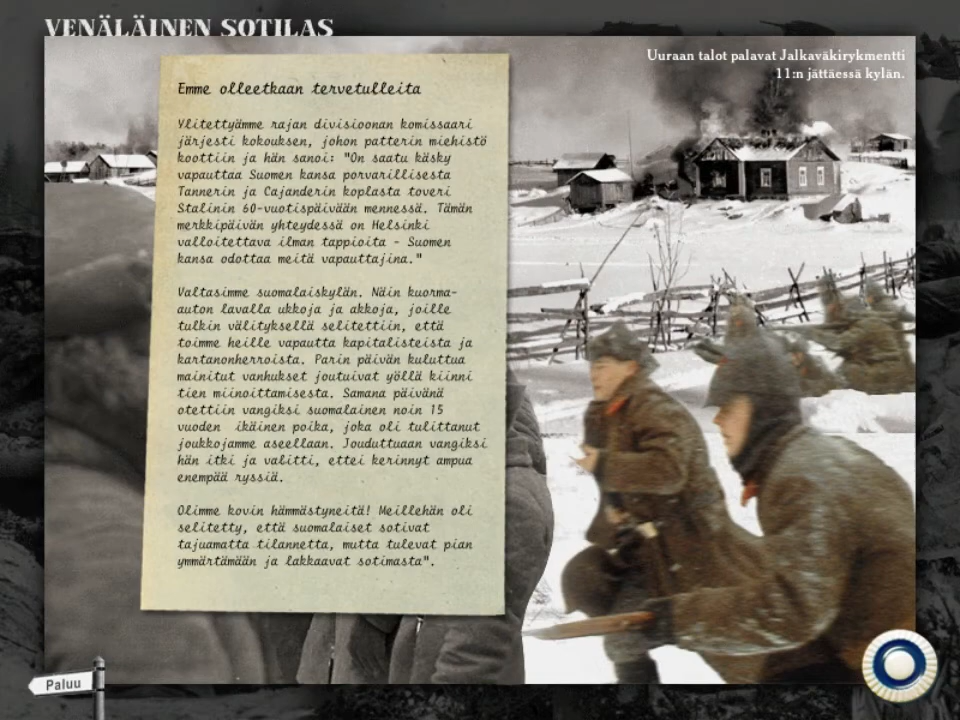 VENÄLÄINEN SOTILAS
Uuraan talot palavat Jalkaväkirykmentti
11:n jättäessä kylän.
Emme olleetkaan tervetulleita
Ylitettyämme rajan divisioonan komissaari
järjesti kokouksen, johon patterin miehistö
koottiin ja hän sanoi: "On saatu käsky
vapauttaa Suomen kansa porvarillisesta
Tannerin ja Cajanderin koplasta toveri
Stalinin 60-vuotispäivään mennessä. Tämän
merkkipäivän yhteydessä on Helsinki
valloitettava ilman tappioita - Suomen
kansa odottaa meitä vapauttajina."
Valtasimme suomalaiskylän. Näin kuorma-
auton lavalla ukkoja ja akkoja, joille
tulkin välityksellä selitettiin, että
toimme heille vapautta kapitalisteista ja
kartanonherroista. Parin päivän kuluttua
mainitut vanhukset joutuivat yöllä kiinni
tien miinoittamisesta. Samana päivänä
otettiin vangiksi suomalainen noin 15
vuoden ikäinen poika, joka oli tulittanut
joukkojamme aseellaan. Jouduttuaan vangiksi
hän itki ja valitti, ettei kerinnyt ampua
enempää ryssiä.
Olimme kovin hämmästyneitä! Meillehän oli
selitetty, että suomalaiset sotivat
tajuamatta tilannetta, mutta tulevat pian
ymmärtämään ja lakkaavat sotimasta".
Paluu